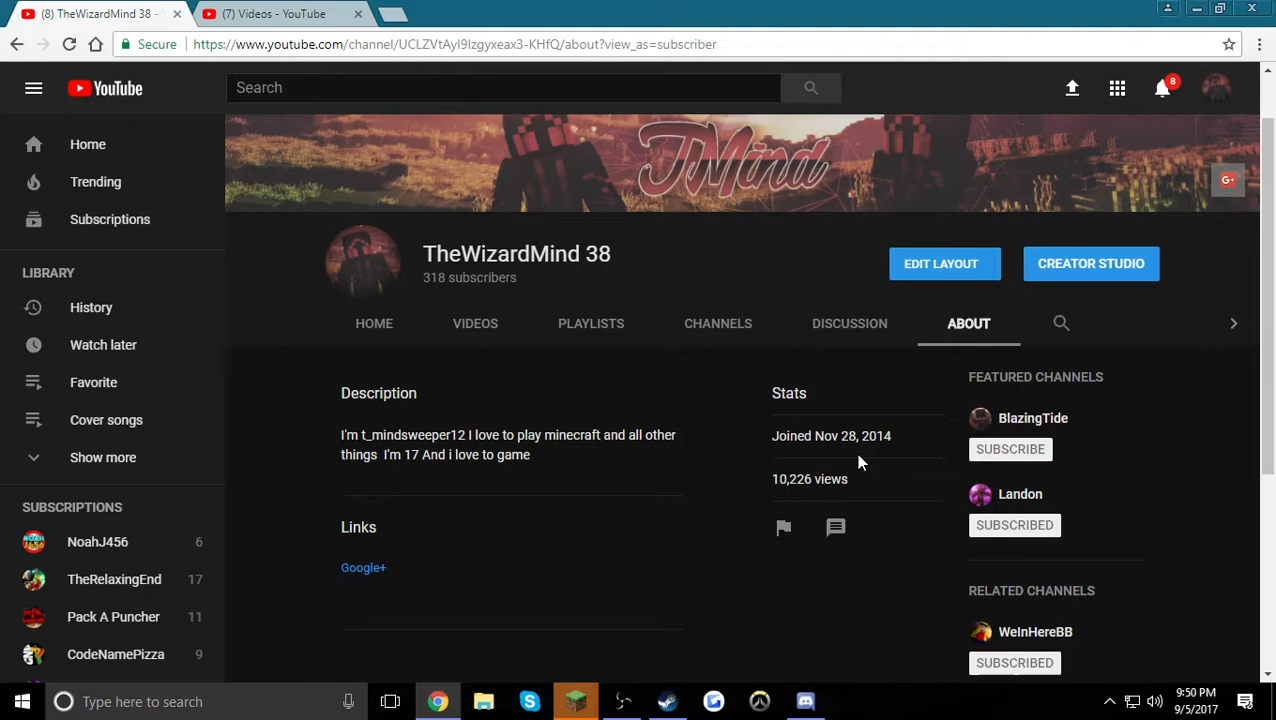 (8) TheWizardMind 38 -
(7) Videos - YouTube
Secure
https://www.youtube.com/channel/UCLZVtAyI9Izgyxeax3-KHfQ/about?view_as=subscriber
YouTube
Search
8
Home
Trending
Subscriptions
LIBRARY
History
Watch later
Favorite
Cover songs
Show more
SUBSCRIPTIONS
NoahJ456 6
TheRelaxingEnd 17
Pack A Puncher 11
CodeNamePizza 9
TMind
G+
TheWizardMind 38
318 subscribers
EDIT LAYOUT
CREATOR STUDIO
HOME VIDEOS PLAYLISTS CHANNELS DISCUSSION ABOUT
Description
I'm t_mindsweeper12 I love to play minecraft and all other
things I'm 17 And i love to game
Links
Google+
Stats
Joined Nov 28, 2014
10,226 views
FEATURED CHANNELS
BlazingTide
SUBSCRIBE
Landon
SUBSCRIBED
RELATED CHANNELS
WeInHereBB
SUBSCRIBED
Type here to search
9:50 PM
9/5/2017